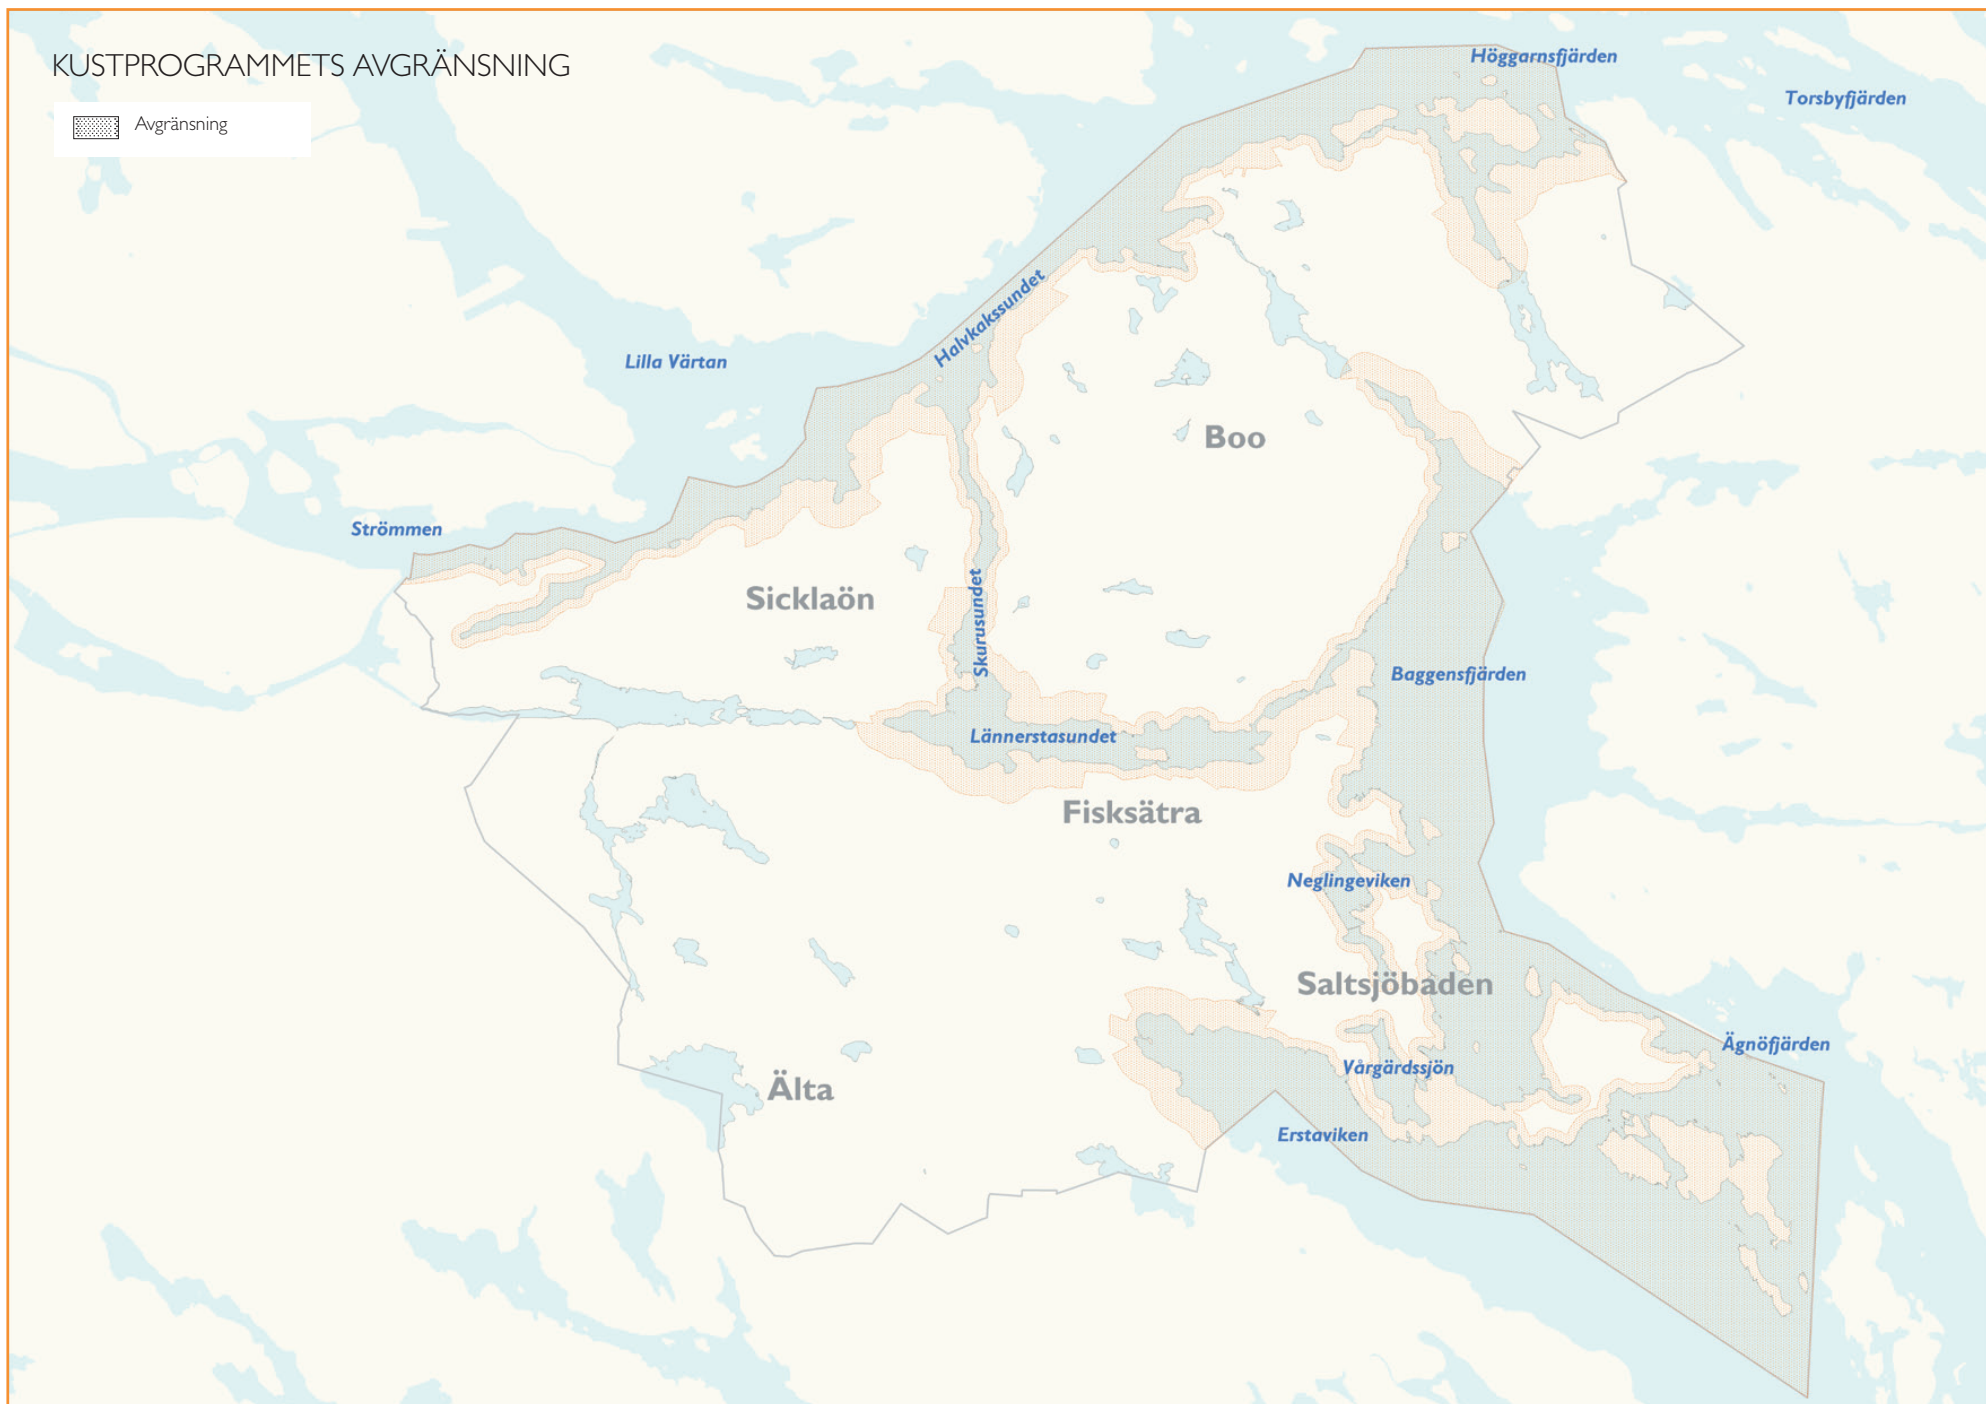 KUSTPROGRAMMETS AVGRÄNSNING
Avgränsning
Höggarnsfjärden
Torsbyfjärden
Halvkakssundet
Lilla Värtan
Boo
Strömmen
Sicklaön
Skurusundet
Baggensfjärden
Lännerstasundet
Fisksätra
Neglingeviken
Saltsjöbaden
Ägnöfjärden
Vårgärdssjön
Älta
Erstaviken